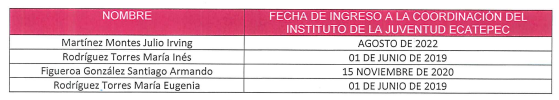 NOMBRE
FECHA DE INGRESO A LA COORDINACIÓN DEL
INSTITUTO DE LA JUVENTUD ECATEPEC
Martínez Montes Julio Irving
AGOSTO DE 2022
Rodríguez Torres María Inés
01 DE JUNIO DE 2019
Figueroa González Santiago Armando
15 NOVIEMBRE DE 2020
Rodríguez Torres María Eugenia
01 DE JUNIO DE 2019